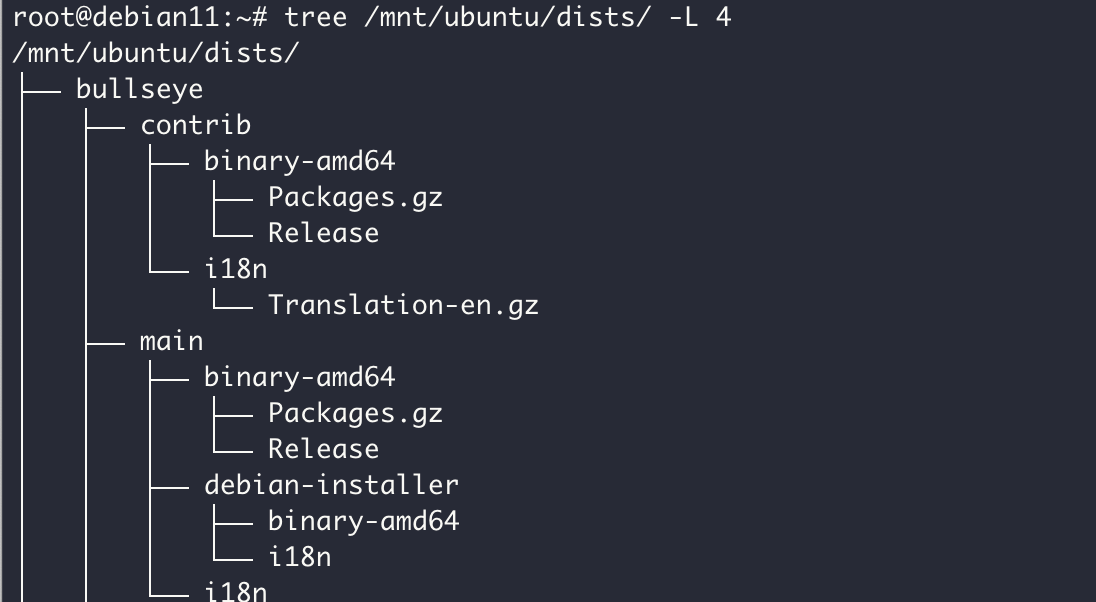 root@debian11:~# tree /mnt/ubuntu/dists/ -L 4
/mnt/ubuntu/dists/
├── bullseye
│   ├── contrib
│   │   ├── binary-amd64
│   │   │   ├── Packages.gz
│   │   │   └── Release
│   │   └── i18n
│   │       └── Translation-en.gz
│   ├── main
│   │   ├── binary-amd64
│   │   │   ├── Packages.gz
│   │   │   └── Release
│   │   ├── debian-installer
│   │   │   ├── binary-amd64
│   │   │   └── i18n
│   │   └── i18n